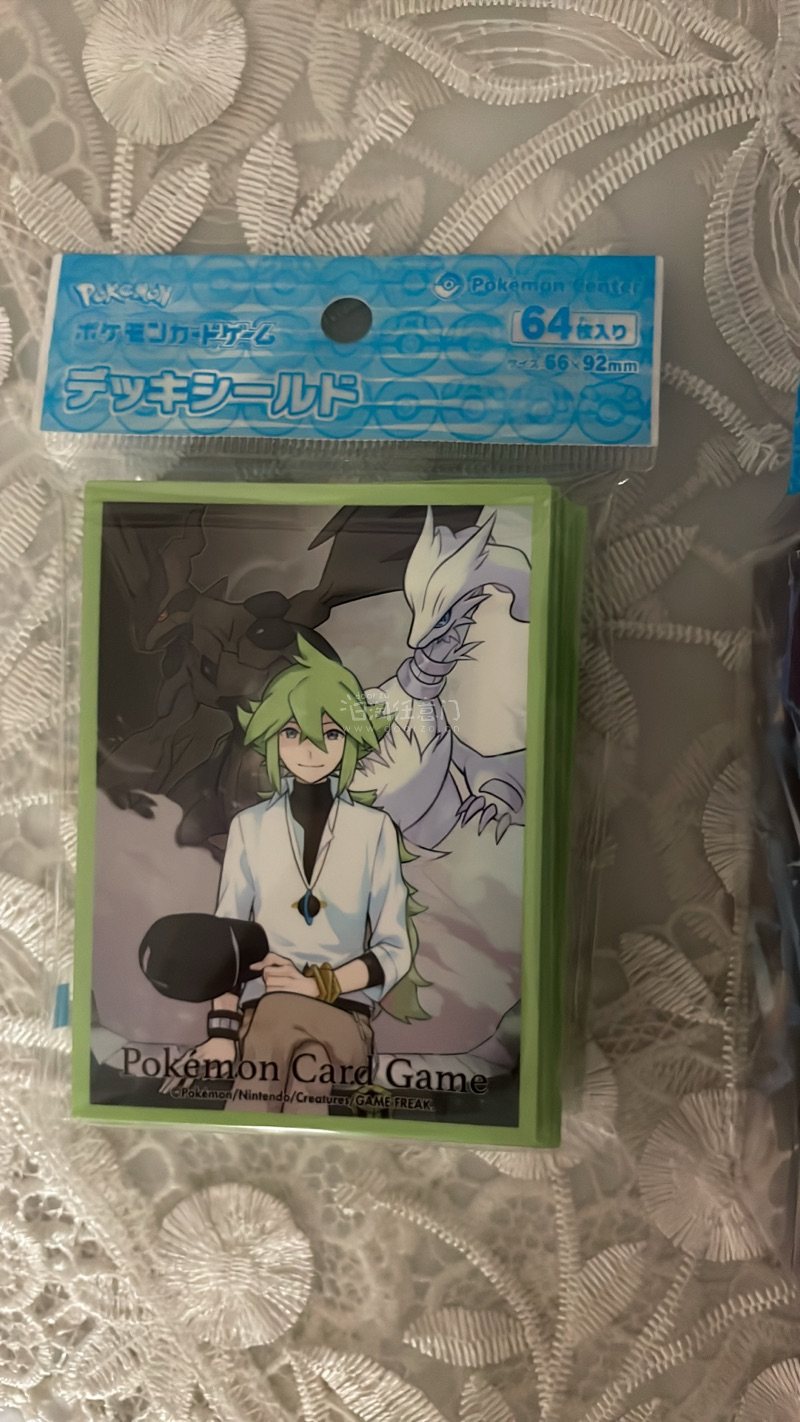 Pokémon
Pokémon Center
ポケモンカードゲーム
64枚入り
デッキシールド
サイズ 66×92mm
Pokémon Card Game
©Pokémon/Nintendo/Creatures/GAME FREAK.